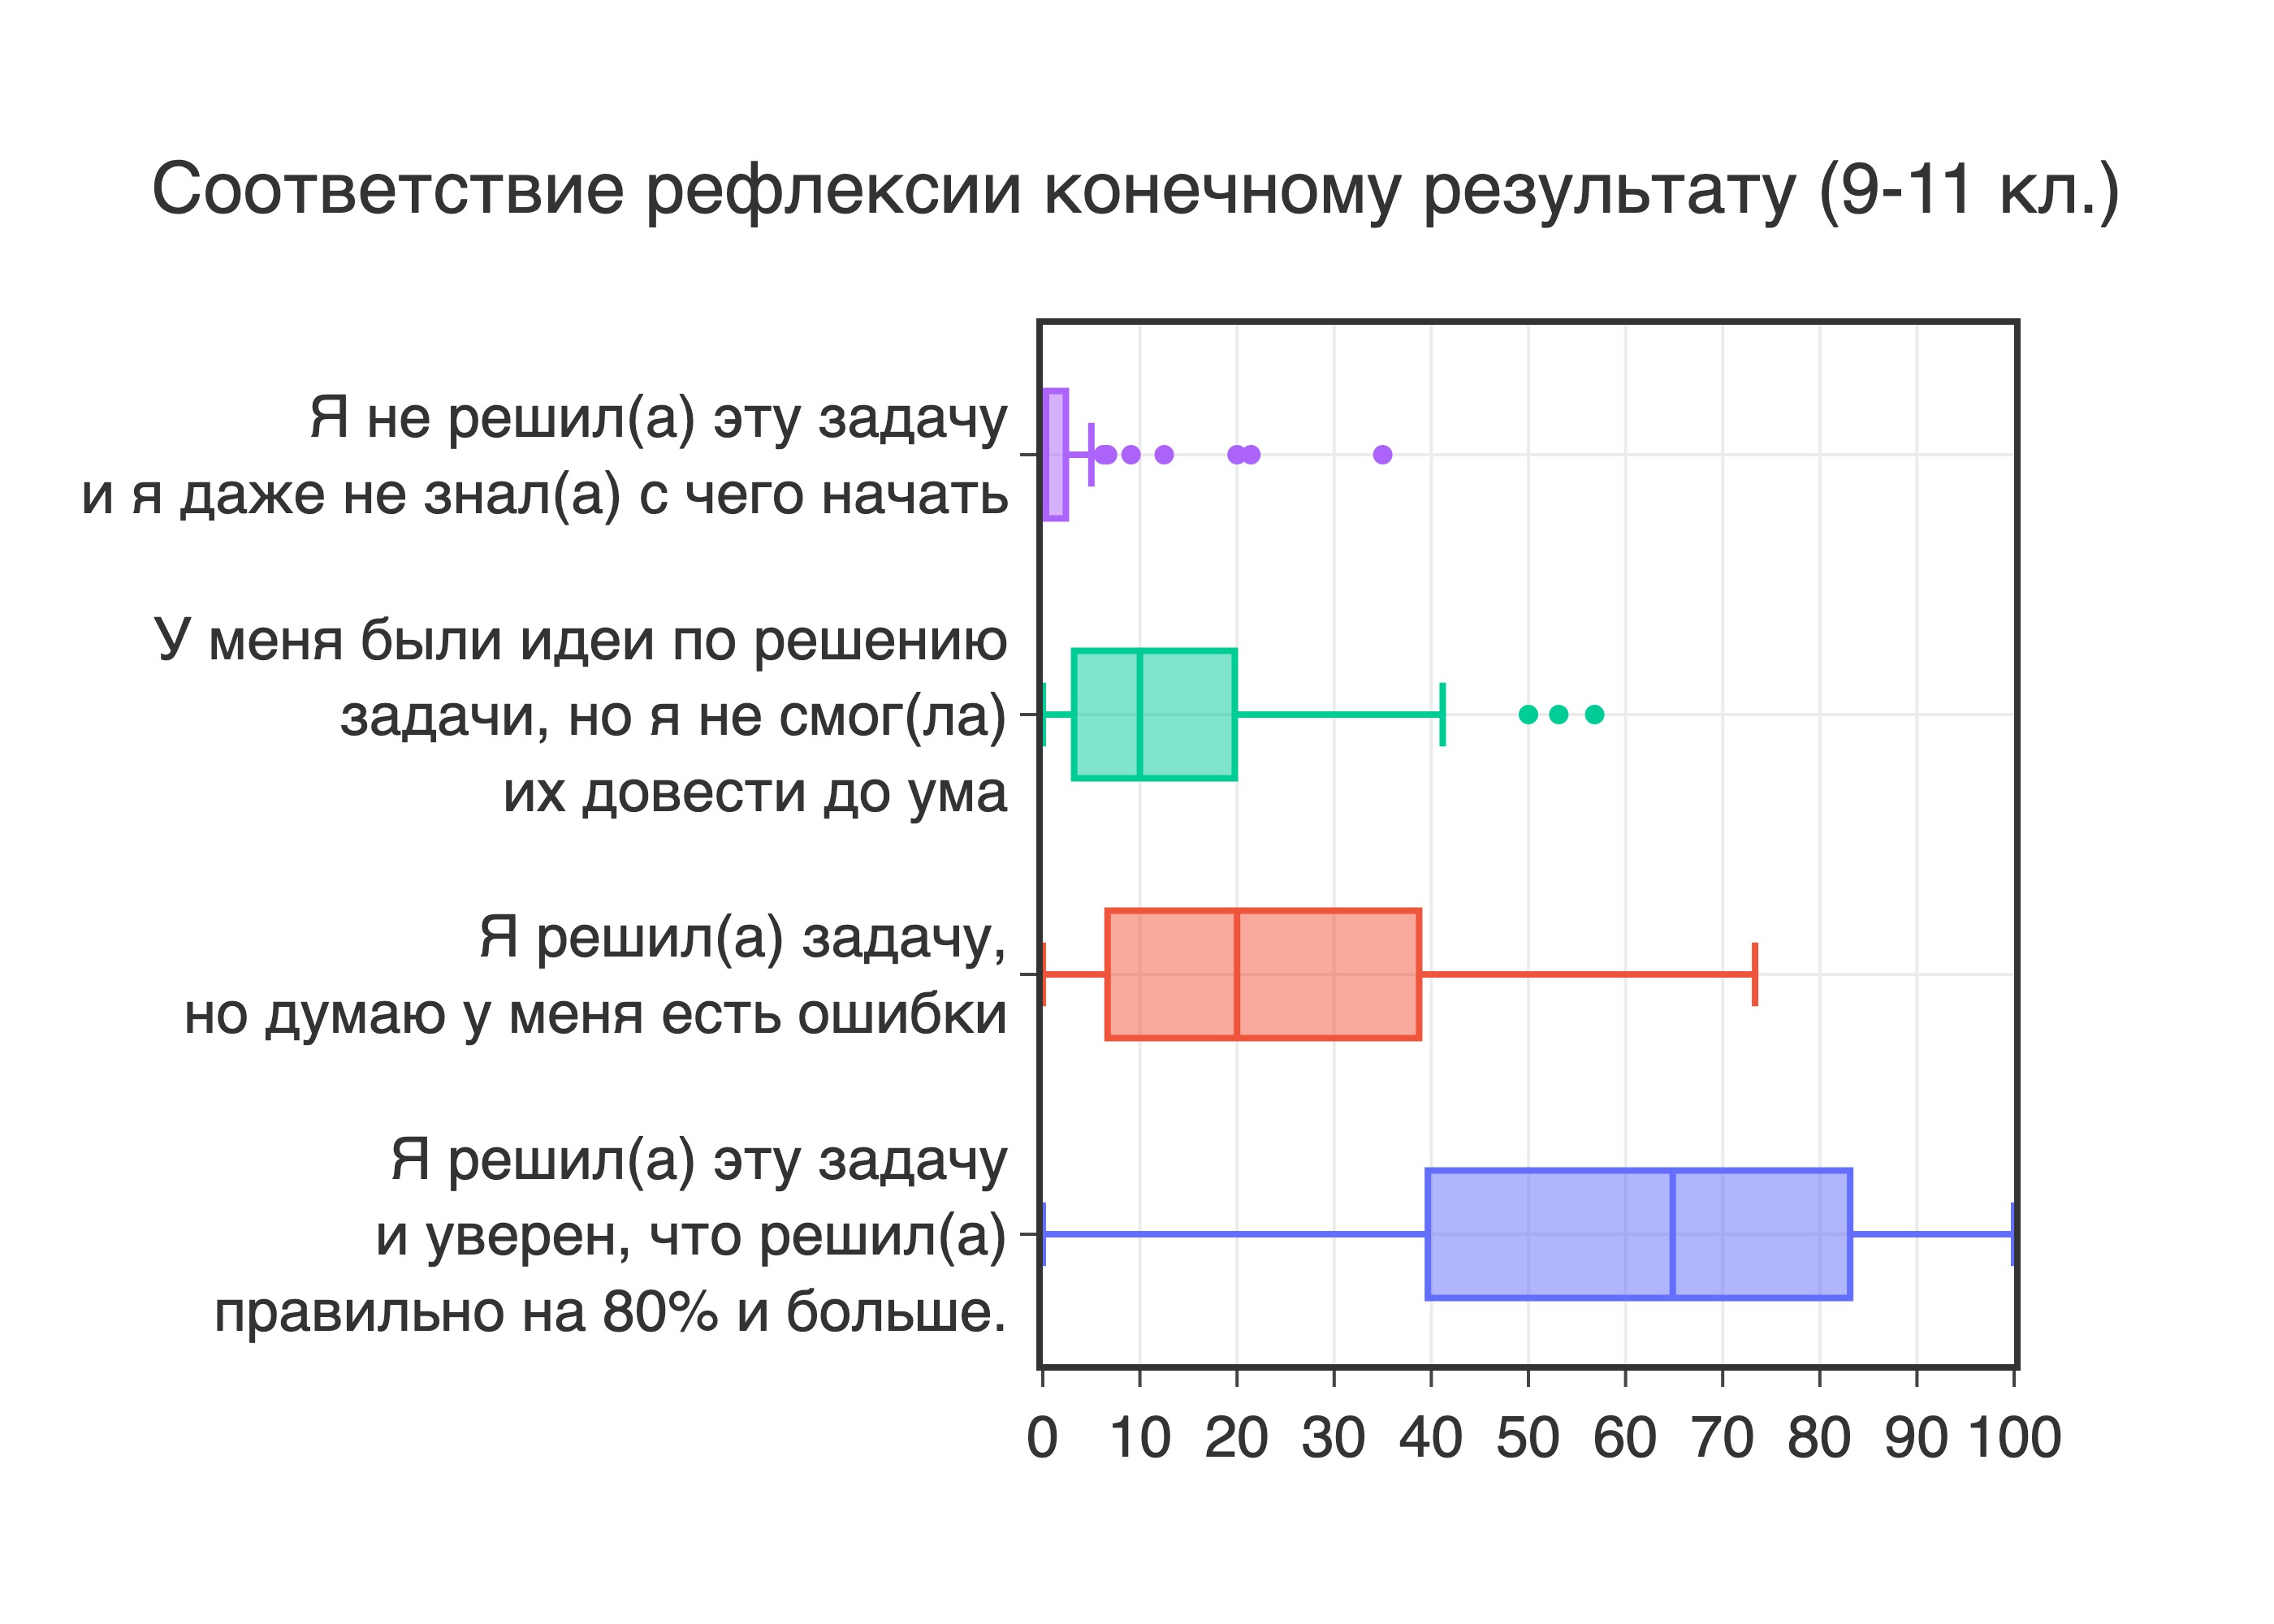 Соответствие рефлексии конечному результату (9-11 кл.)
Я не решил(а) эту задачу
и я даже не знал(а) с чего начать
У меня были идеи по решению
задачи, но я не смог(ла)
их довести до ума
Я решил(а) задачу,
но думаю у меня есть ошибки
Я решил(а) эту задачу
и уверен, что решил(а)
правильно на 80% и больше.
0 10 20 30 40 50 60 70 80 90 100